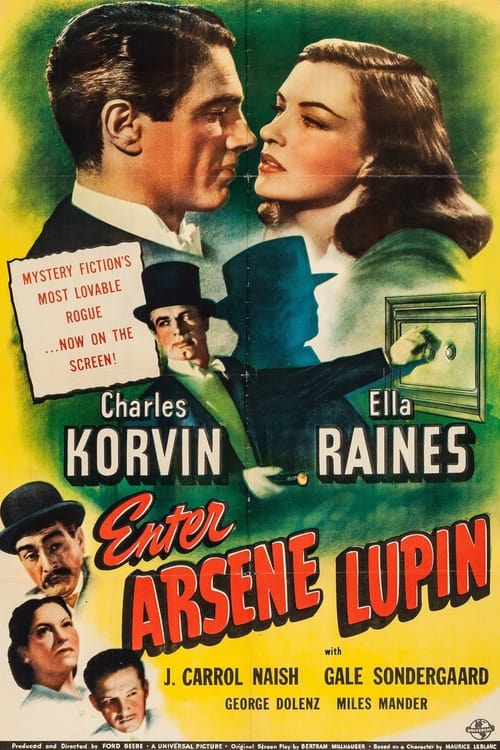 MYSTERY FICTION'S
MOST LOVABLE
ROGUE
...NOW ON THE
SCREEN!
Charles
KORVIN
Ella
RAINES
Enter
ARSENE LUPIN
with
J. CARROL NAISH GALE SONDERGAARD
GEORGE DOLENZ MILES MANDER
Produced and Directed by FORD BEEBE - A UNIVERSAL PICTURE - Original Screen Play by BERTRAM MILLHAUSER - Based on a Character by MAURICE LEBLANC
UNIVERSAL